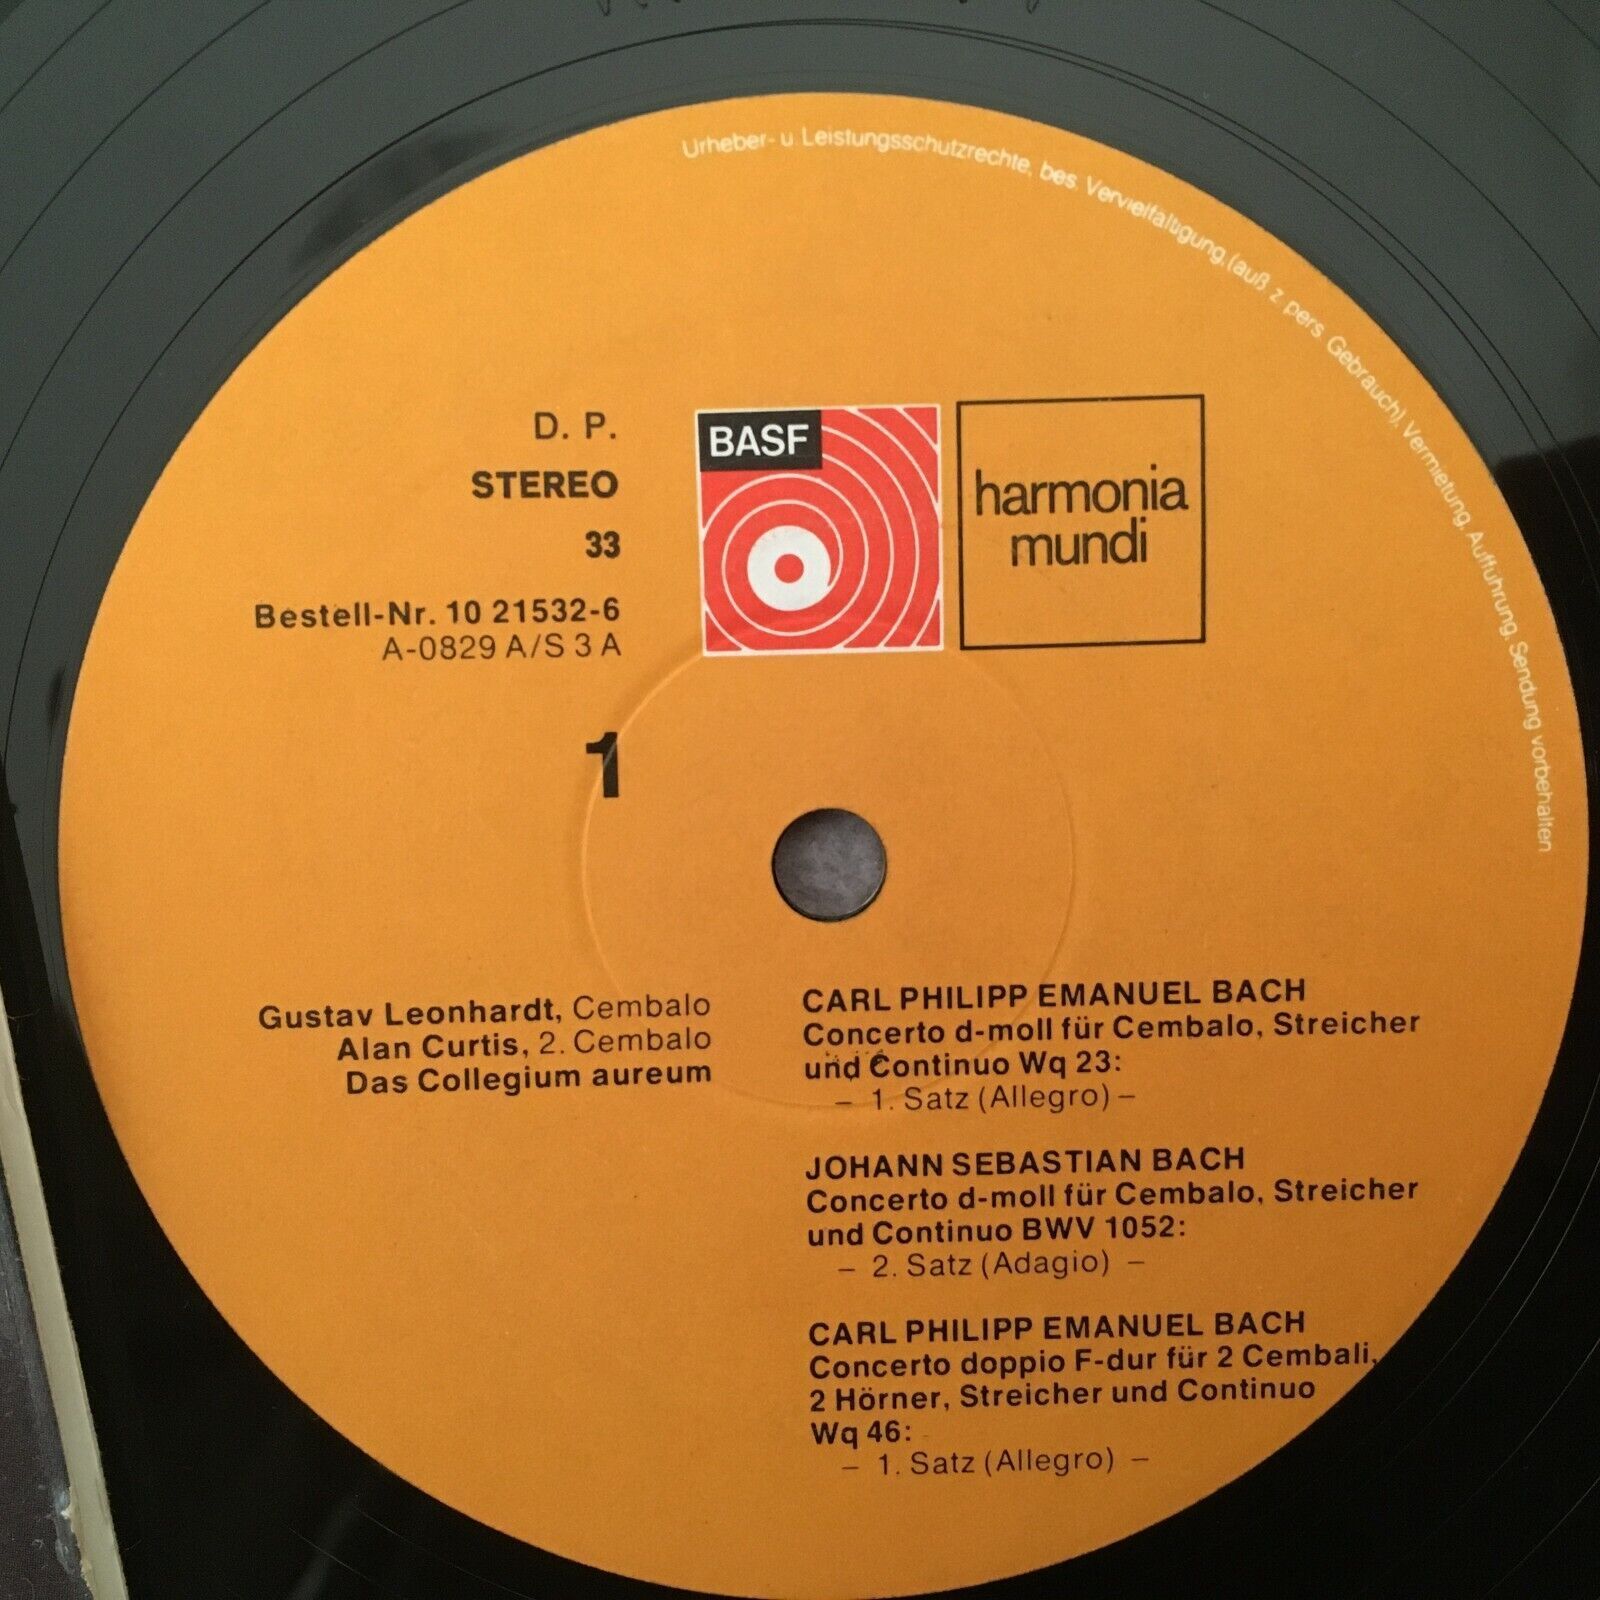 Urheber- u. Leistungsschutzrechte, bes. Vervielfältigung, (auß. z. pers. Gebrauch), Vermietung, Aufführung, Sendung vorbehalten
D. P.
STEREO
33
Bestell-Nr. 10 21532-6
A-0829 A/S 3 A
BASF
harmonia
mundi
1
Gustav Leonhardt, Cembalo
Alan Curtis, 2. Cembalo
Das Collegium aureum
CARL PHILIPP EMANUEL BACH
Concerto d-moll für Cembalo, Streicher
und Continuo Wq 23:
– 1. Satz (Allegro) –
JOHANN SEBASTIAN BACH
Concerto d-moll für Cembalo, Streicher
und Continuo BWV 1052:
– 2. Satz (Adagio) –
CARL PHILIPP EMANUEL BACH
Concerto doppio F-dur für 2 Cembali,
2 Hörner, Streicher und Continuo
Wq 46:
– 1. Satz (Allegro) –